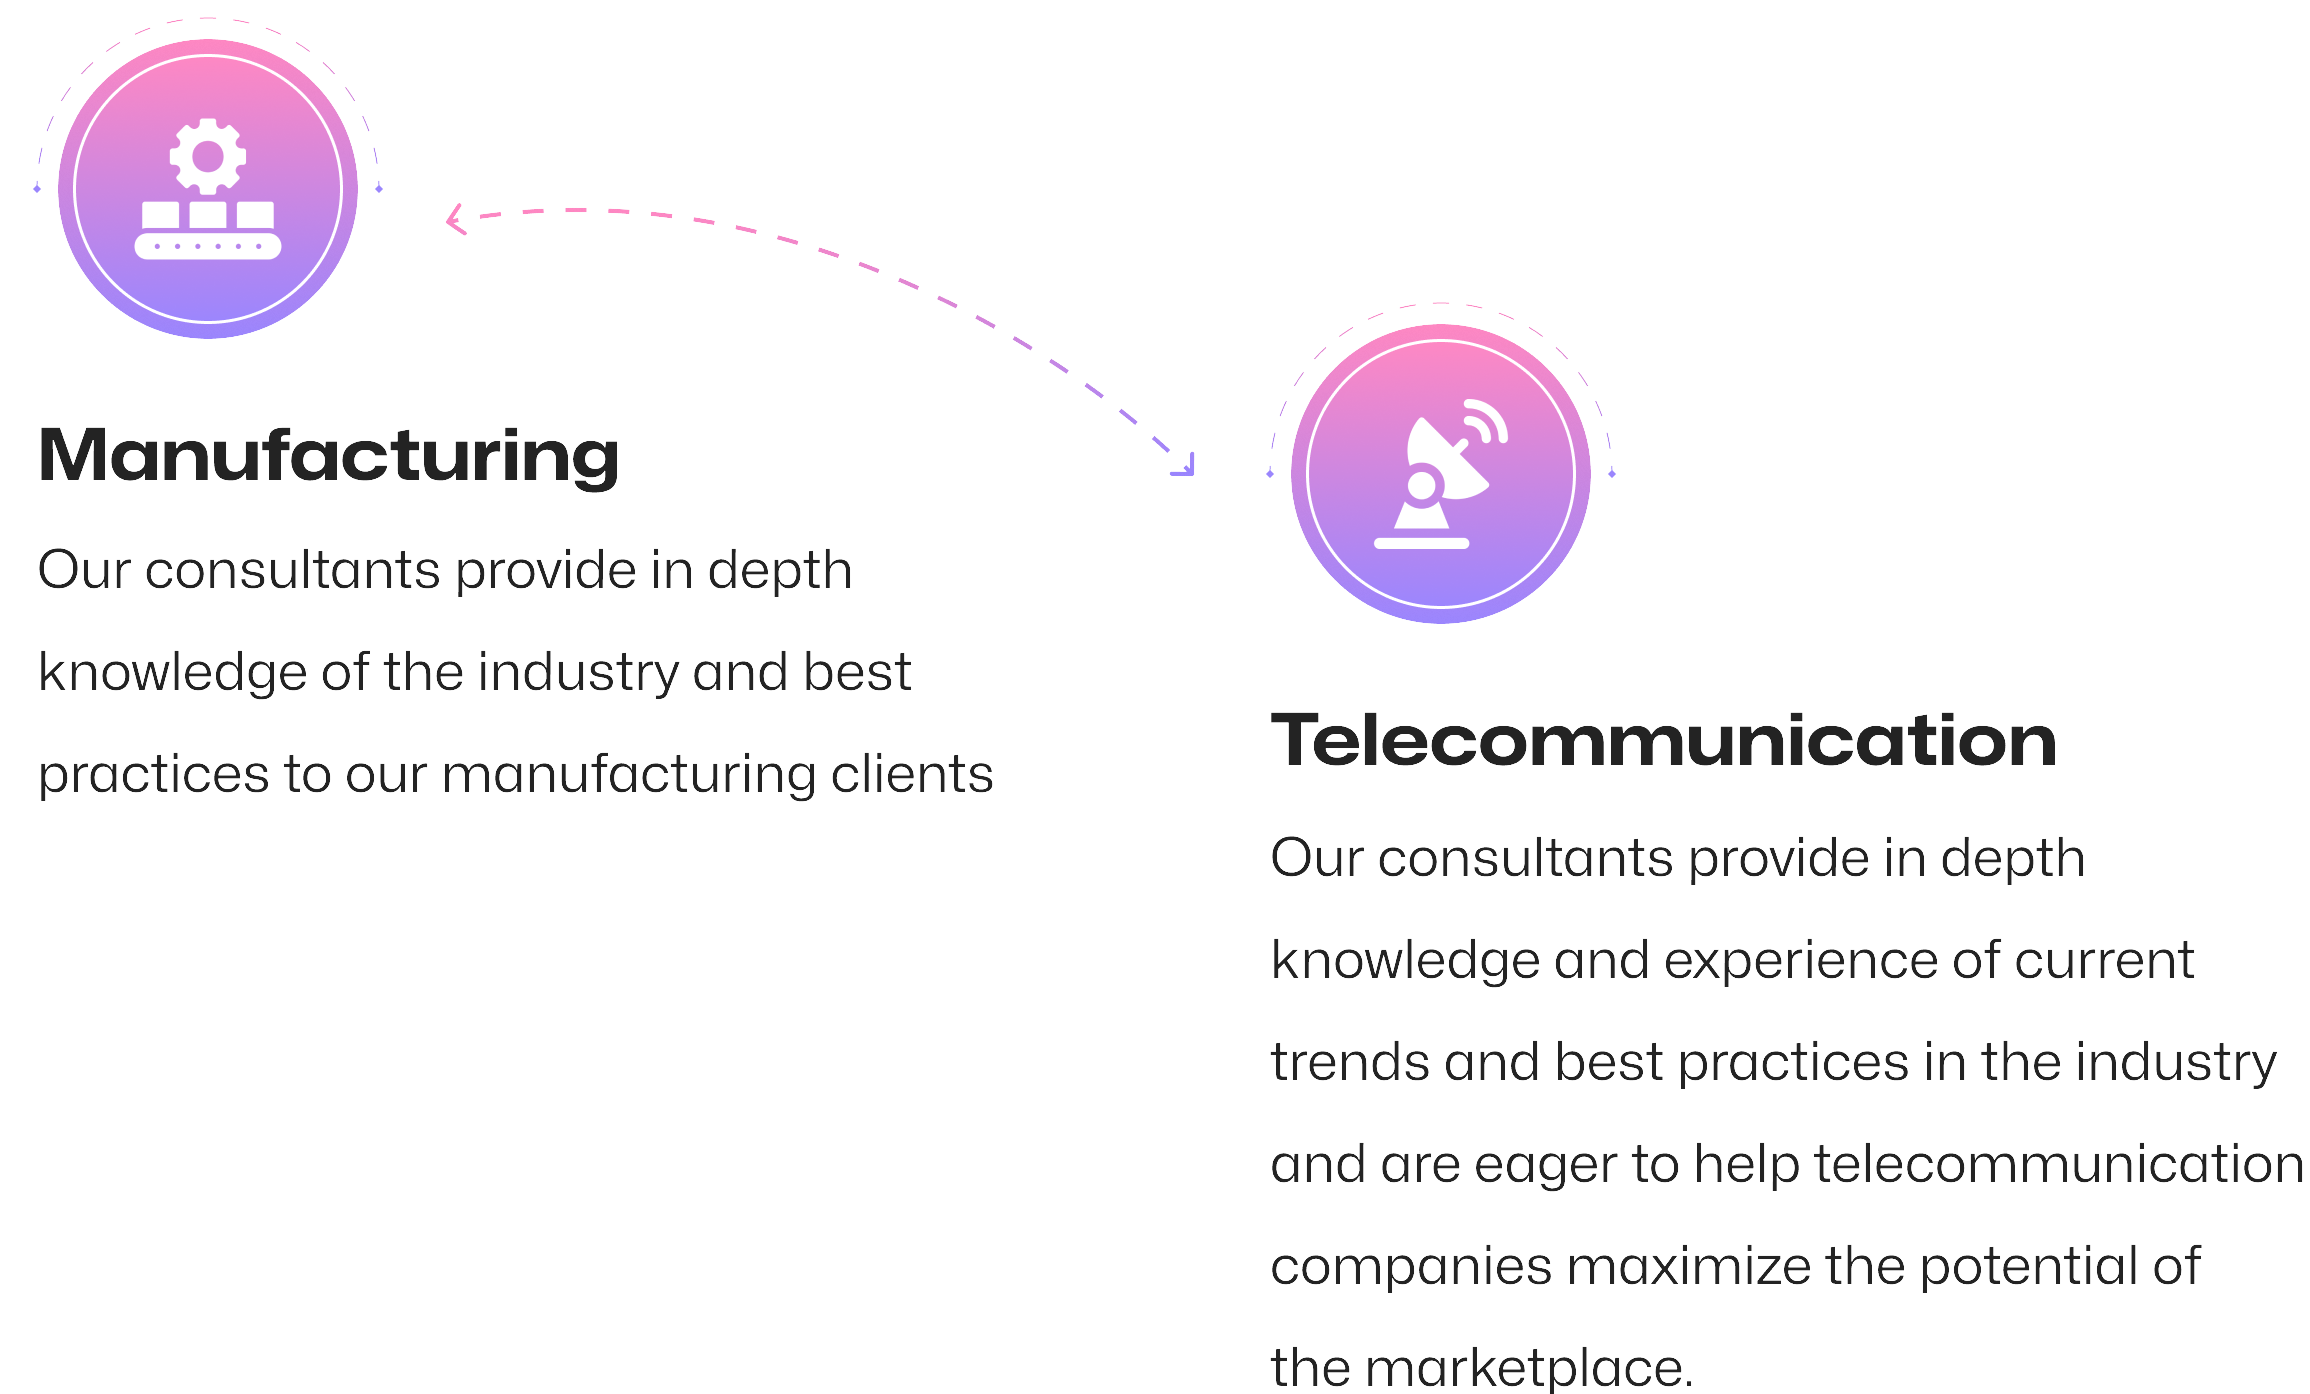 Manufacturing
Our consultants provide in depth
knowledge of the industry and best
practices to our manufacturing clients
Telecommunication
Our consultants provide in depth
knowledge and experience of current
trends and best practices in the industry
and are eager to help telecommunication
companies maximize the potential of
the marketplace.